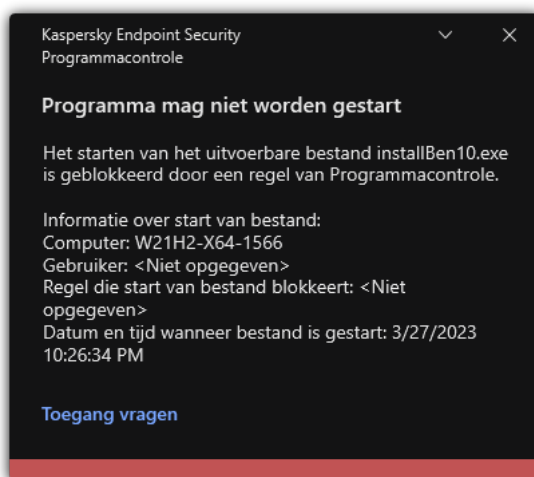 Kaspersky Endpoint Security
Programmacontrole
Programma mag niet worden gestart
Het starten van het uitvoerbare bestand installBen10.exe
is geblokkeerd door een regel van Programmacontrole.
Informatie over start van bestand:
Computer: W21H2-X64-1566
Gebruiker: <Niet opgegeven>
Regel die start van bestand blokkeert: <Niet
opgegeven>
Datum en tijd wanneer bestand is gestart: 3/27/2023
10:26:34 PM
Toegang vragen